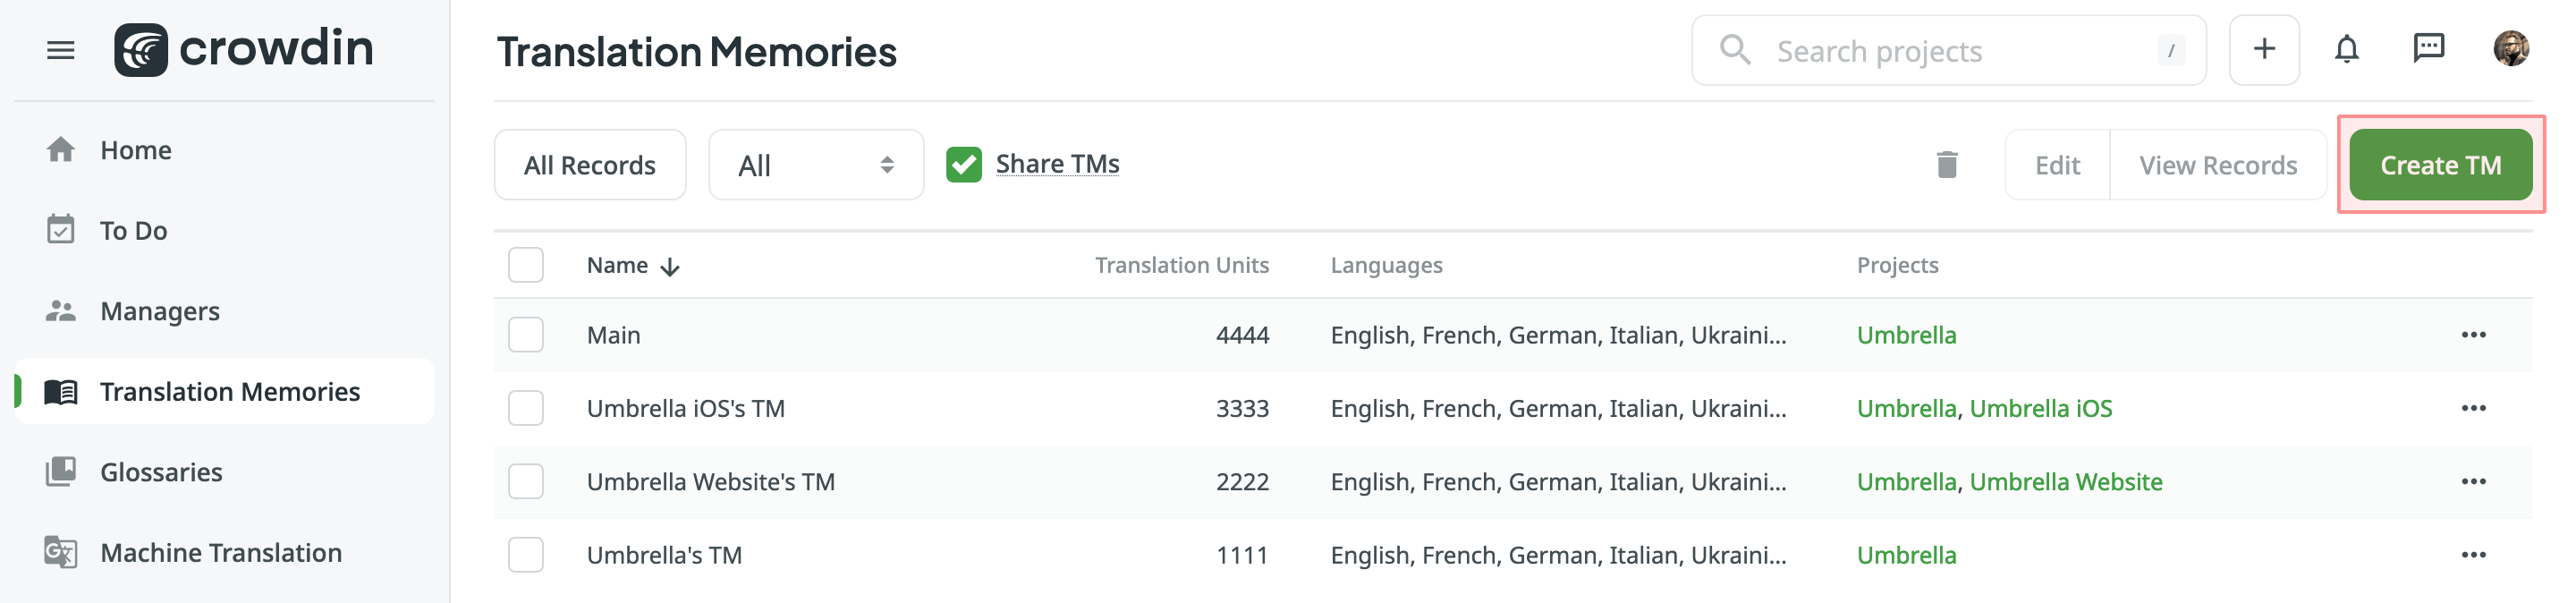 crowdin
Home
To Do
Managers
Translation Memories
Glossaries
Machine Translation
Translation Memories
Search projects /
All Records All Share TMs Edit View Records Create TM
Name Translation Units Languages Projects
Main 4444 English, French, German, Italian, Ukraini... Umbrella
Umbrella iOS's TM 3333 English, French, German, Italian, Ukraini... Umbrella, Umbrella iOS
Umbrella Website's TM 2222 English, French, German, Italian, Ukraini... Umbrella, Umbrella Website
Umbrella's TM 1111 English, French, German, Italian, Ukraini... Umbrella